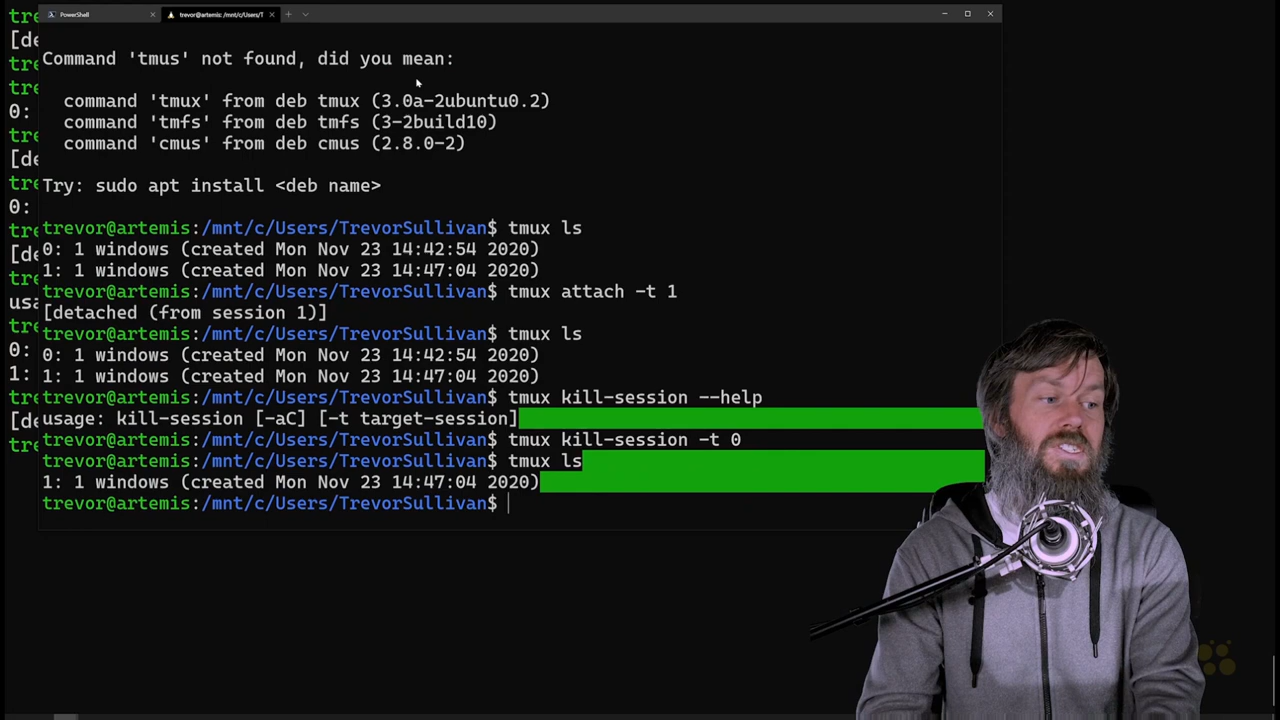 PowerShell
trevor@artemis: /mnt/c/Users/T
Command 'tmus' not found, did you mean:
command 'tmux' from deb tmux (3.0a-2ubuntu0.2)
command 'tmfs' from deb tmfs (3-2build10)
command 'cmus' from deb cmus (2.8.0-2)
Try: sudo apt install <deb name>
trevor@artemis:/mnt/c/Users/TrevorSullivan$ tmux ls
0: 1 windows (created Mon Nov 23 14:42:54 2020)
1: 1 windows (created Mon Nov 23 14:47:04 2020)
trevor@artemis:/mnt/c/Users/TrevorSullivan$ tmux attach -t 1
[detached (from session 1)]
trevor@artemis:/mnt/c/Users/TrevorSullivan$ tmux ls
0: 1 windows (created Mon Nov 23 14:42:54 2020)
1: 1 windows (created Mon Nov 23 14:47:04 2020)
trevor@artemis:/mnt/c/Users/TrevorSullivan$ tmux kill-session --help
usage: kill-session [-aC] [-t target-session]
trevor@artemis:/mnt/c/Users/TrevorSullivan$ tmux kill-session -t 0
trevor@artemis:/mnt/c/Users/TrevorSullivan$ tmux ls
1: 1 windows (created Mon Nov 23 14:47:04 2020)
trevor@artemis:/mnt/c/Users/TrevorSullivan$